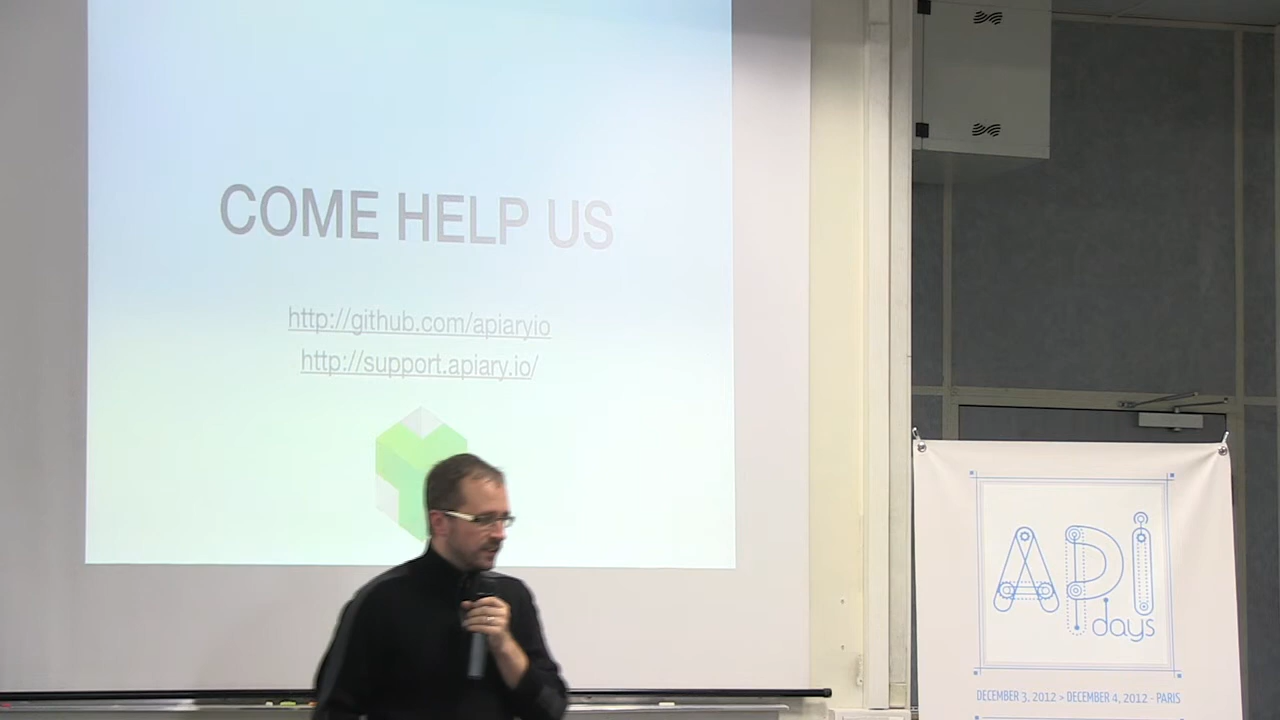 COME HELP US
http://github.com/apiaryio
http://support.apiary.io/
API
days
DECEMBER 3, 2012 > DECEMBER 4, 2012 - PARIS